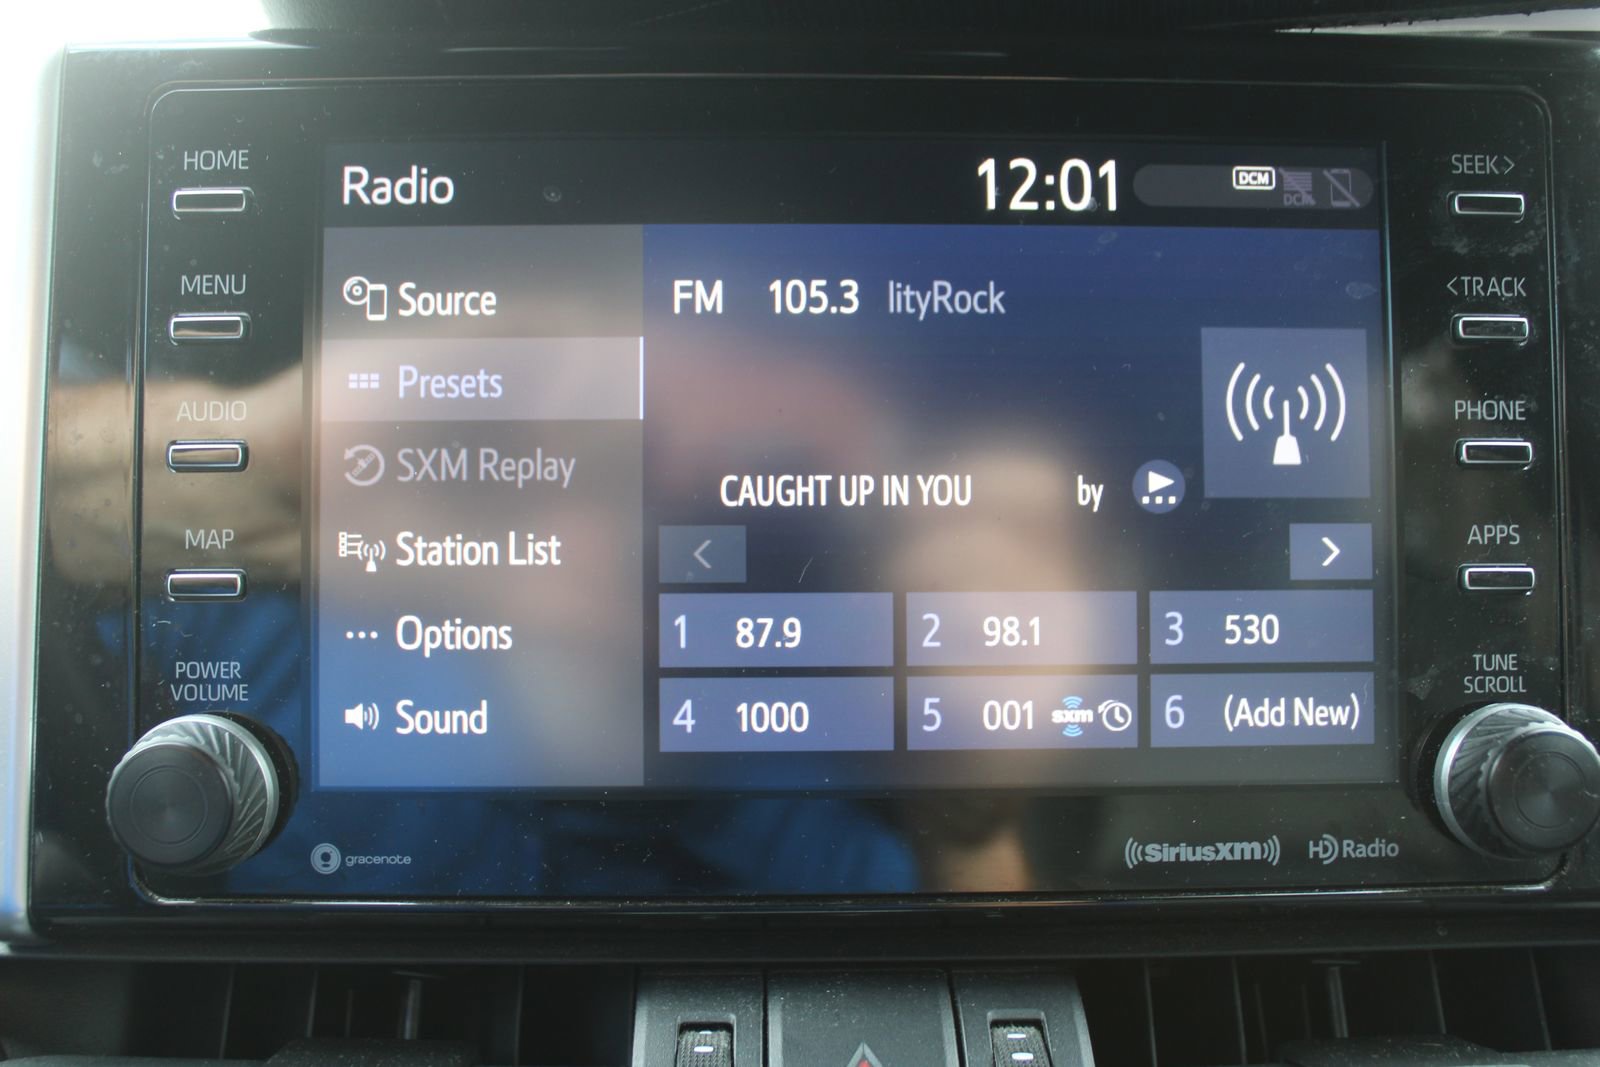 HOME
MENU
AUDIO
MAP
POWER
VOLUME
Radio
12:01
DCM
DCM
Source
Presets
SXM Replay
Station List
Options
Sound
FM 105.3 lityRock
CAUGHT UP IN YOU by
1 87.9
2 98.1
3 530
4 1000
5 001 sxm
6 (Add New)
SEEK>
<TRACK
PHONE
APPS
TUNE
SCROLL
gracenote
SiriusXM
HD Radio